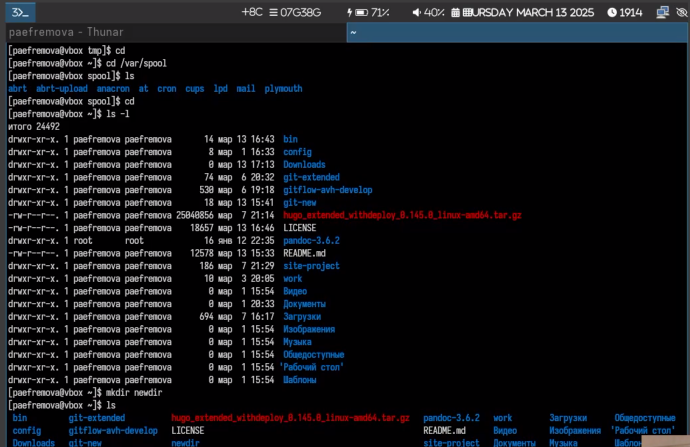 3>_ +8C 07G38G 71% 40% URSDAY MARCH 13 2025 1914
paefremova - Thunar ~
[paefremova@vbox tmp]$ cd
[paefremova@vbox ~]$ cd /var/spool
[paefremova@vbox spool]$ ls
abrt abrt-upload anacron at cron cups lpd mail plymouth
[paefremova@vbox spool]$ cd
[paefremova@vbox ~]$ ls -l
итого 24492
drwxr-xr-x. 1 paefremova paefremova 14 мар 13 16:43 bin
drwxr-xr-x. 1 paefremova paefremova 8 мар 1 16:33 config
drwxr-xr-x. 1 paefremova paefremova 0 мар 13 17:13 Downloads
drwxr-xr-x. 1 paefremova paefremova 74 мар 6 20:32 git-extended
drwxr-xr-x. 1 paefremova paefremova 530 мар 6 19:18 gitflow-avh-develop
drwxr-xr-x. 1 paefremova paefremova 18 мар 13 15:41 git-new
-rw-r--r--. 1 paefremova paefremova 25040856 мар 7 21:14 hugo_extended_withdeploy_0.145.0_linux-amd64.tar.gz
-rw-r--r--. 1 paefremova paefremova 18657 мар 13 16:46 LICENSE
drwxr-xr-x. 1 root root 16 янв 12 22:35 pandoc-3.6.2
-rw-r--r--. 1 paefremova paefremova 12578 мар 13 15:33 README.md
drwxr-xr-x. 1 paefremova paefremova 186 мар 7 21:29 site-project
drwxr-xr-x. 1 paefremova paefremova 10 мар 3 20:05 work
drwxr-xr-x. 1 paefremova paefremova 0 мар 1 15:54 Видео
drwxr-xr-x. 1 paefremova paefremova 0 мар 1 20:33 Документы
drwxr-xr-x. 1 paefremova paefremova 694 мар 7 16:17 Загрузки
drwxr-xr-x. 1 paefremova paefremova 0 мар 1 15:54 Изображения
drwxr-xr-x. 1 paefremova paefremova 0 мар 1 15:54 Музыка
drwxr-xr-x. 1 paefremova paefremova 0 мар 1 15:54 Общедоступные
drwxr-xr-x. 1 paefremova paefremova 0 мар 1 15:54 'Рабочий стол'
drwxr-xr-x. 1 paefremova paefremova 0 мар 1 15:54 Шаблоны
[paefremova@vbox ~]$ mkdir newdir
[paefremova@vbox ~]$ ls
bin git-extended hugo_extended_withdeploy_0.145.0_linux-amd64.tar.gz pandoc-3.6.2 work Загрузки Общедоступные
config gitflow-avh-develop LICENSE README.md Видео Изображения 'Рабочий стол'
Downloads git-new newdir site-project Документы Музыка Шаблоны